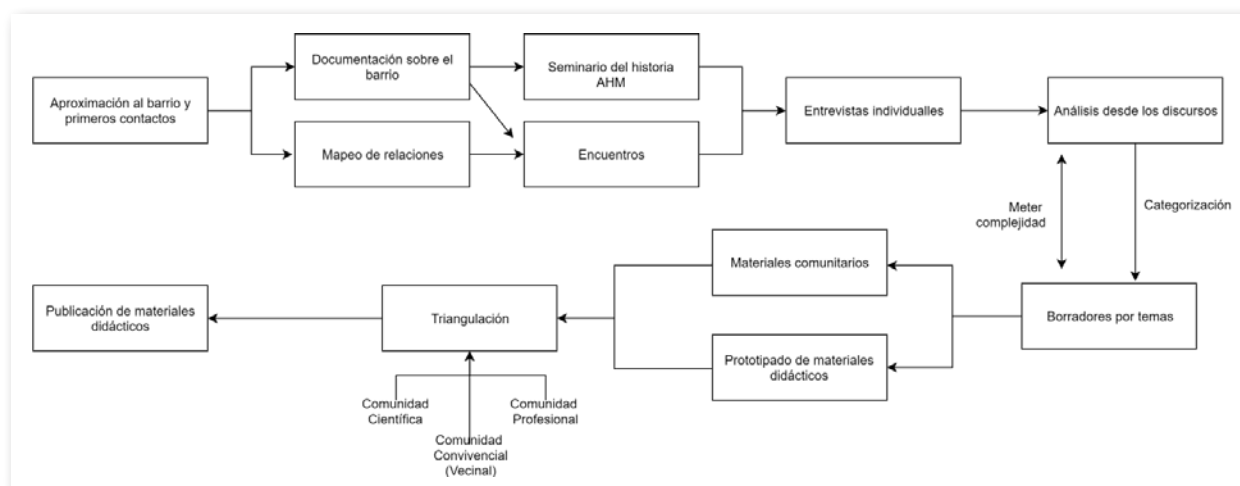 Aproximación al barrio y
primeros contactos
Documentación sobre el
barrio
Mapeo de relaciones
Seminario del historia
AHM
Encuentros
Entrevistas individualles
Análisis desde los discursos
Meter
complejidad
Categorización
Borradores por temas
Materiales comunitarios
Prototipado de materiales
didácticos
Triangulación
Comunidad
Científica
Comunidad
Convivencial
(Vecinal)
Comunidad
Profesional
Publicación de materiales
didácticos